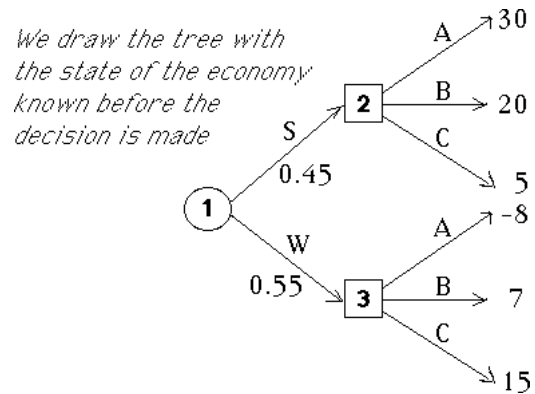 We draw the tree with
the state of the economy
known before the
decision is made
A 30
2 B 20
S C
0.45 5
1 A -8
W
0.55 3 B 7
C
15